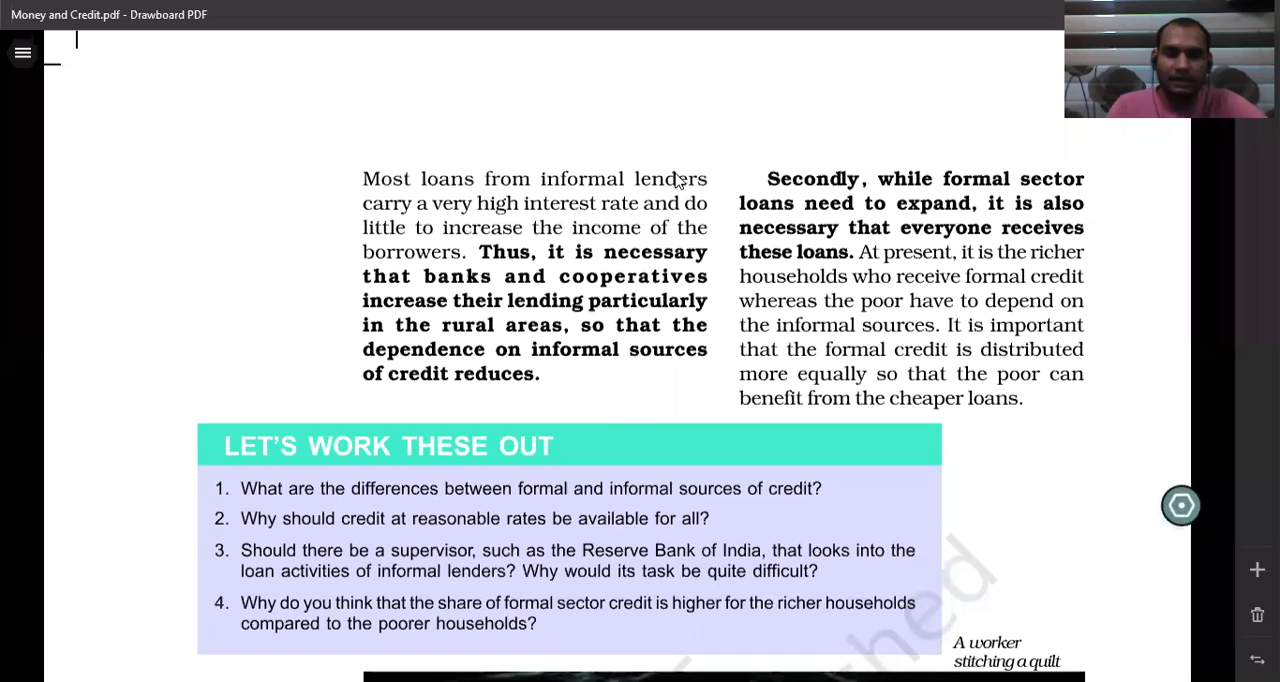 Money and Credit.pdf - Drawboard PDF
Most loans from informal lenders
carry a very high interest rate and do
little to increase the income of the
borrowers. Thus, it is necessary
that banks and cooperatives
increase their lending particularly
in the rural areas, so that the
dependence on informal sources
of credit reduces.
Secondly, while formal sector
loans need to expand, it is also
necessary that everyone receives
these loans. At present, it is the richer
households who receive formal credit
whereas the poor have to depend on
the informal sources. It is important
that the formal credit is distributed
more equally so that the poor can
benefit from the cheaper loans.
LET'S WORK THESE OUT
1. What are the differences between formal and informal sources of credit?
2. Why should credit at reasonable rates be available for all?
3. Should there be a supervisor, such as the Reserve Bank of India, that looks into the
loan activities of informal lenders? Why would its task be quite difficult?
4. Why do you think that the share of formal sector credit is higher for the richer households
compared to the poorer households?
A worker
stitching a quilt